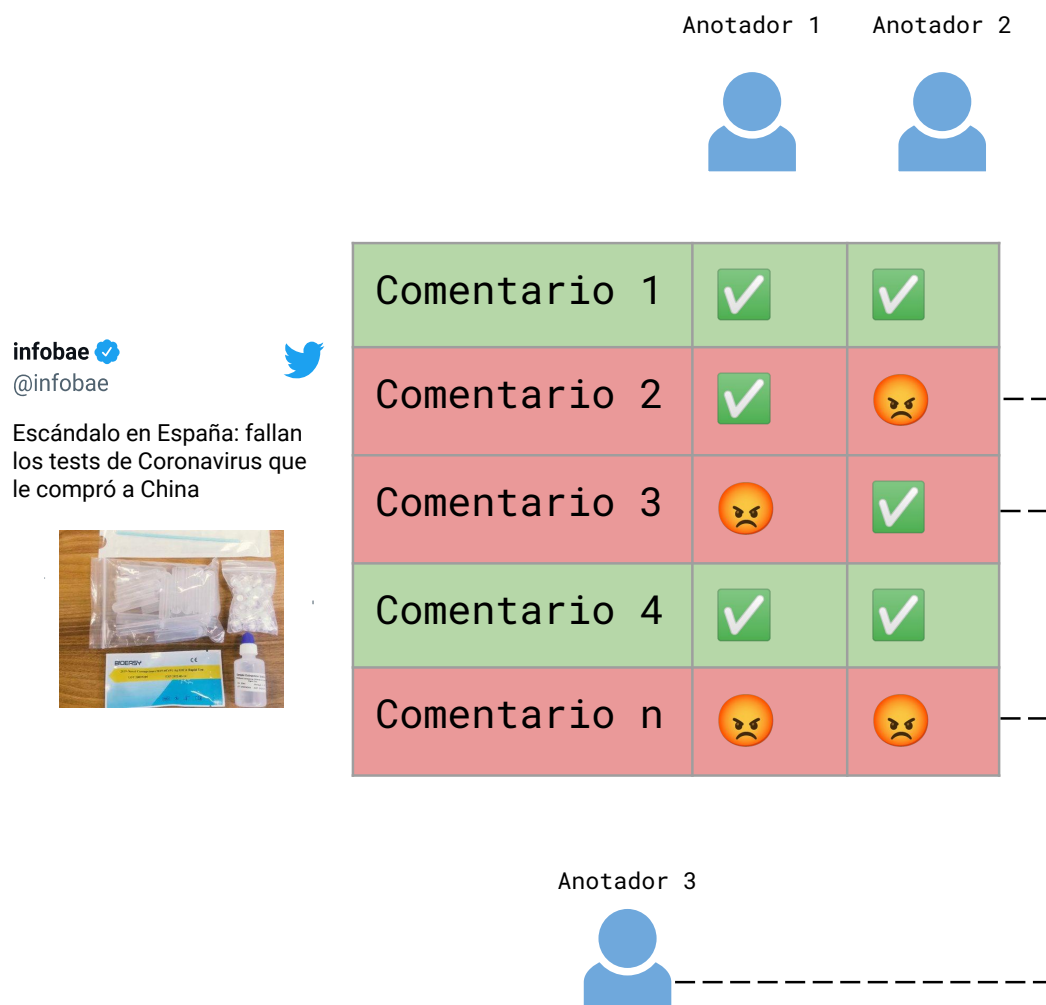 Anotador 1
Anotador 2
Comentario 1
Comentario 2
Comentario 3
Comentario 4
Comentario n
infobae
@infobae
Escándalo en España: fallan
los tests de Coronavirus que
le compró a China
BIOEASY
Anotador 3